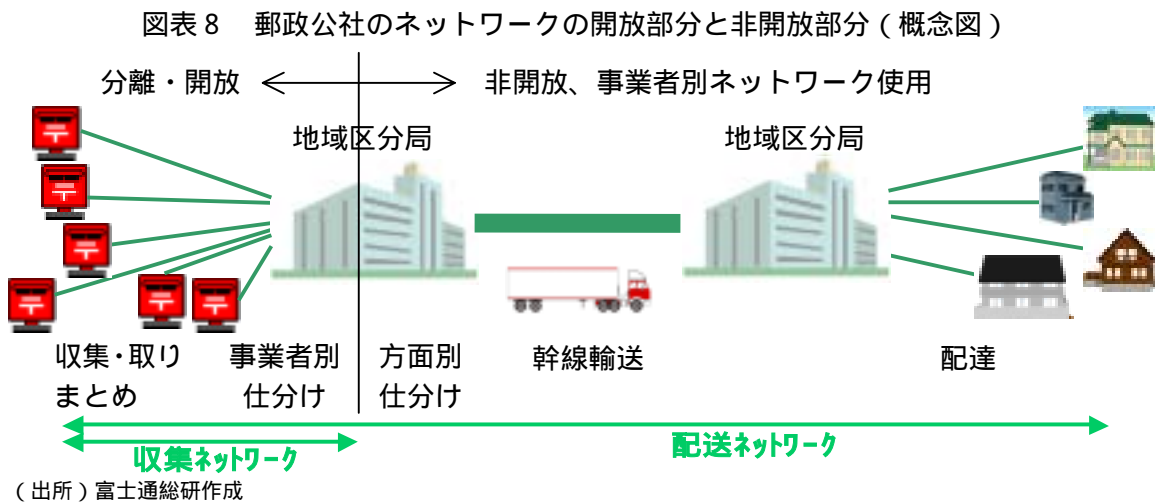 図表8 郵政公社のネットワークの開放部分と非開放部分(概念図)
分離・開放
非開放、事業者別ネットワーク使用
地域区分局
地域区分局
収集・取り
まとめ
事業者別
仕分け
方面別
仕分け
幹線輸送
配達
収集ネットワーク
配送ネットワーク
(出所)富士通総研作成